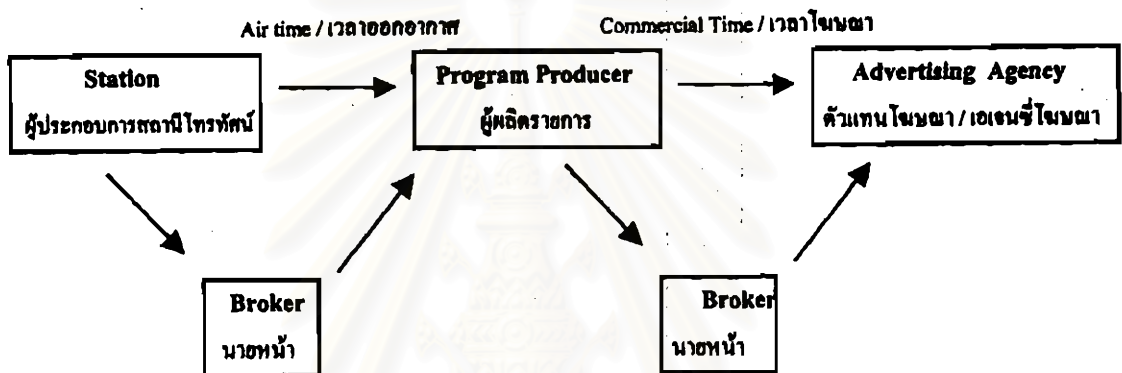 Air time / เวลาออกอากาศ
Commercial Time / เวลาโฆษณา
Station
ผู้ประกอบการสถานีโทรทัศน์
Program Producer
ผู้ผลิตรายการ
Advertising Agency
ตัวแทนโฆษณา / เอเจนซี่โฆษณา
Broker
นายหน้า
Broker
นายหน้า